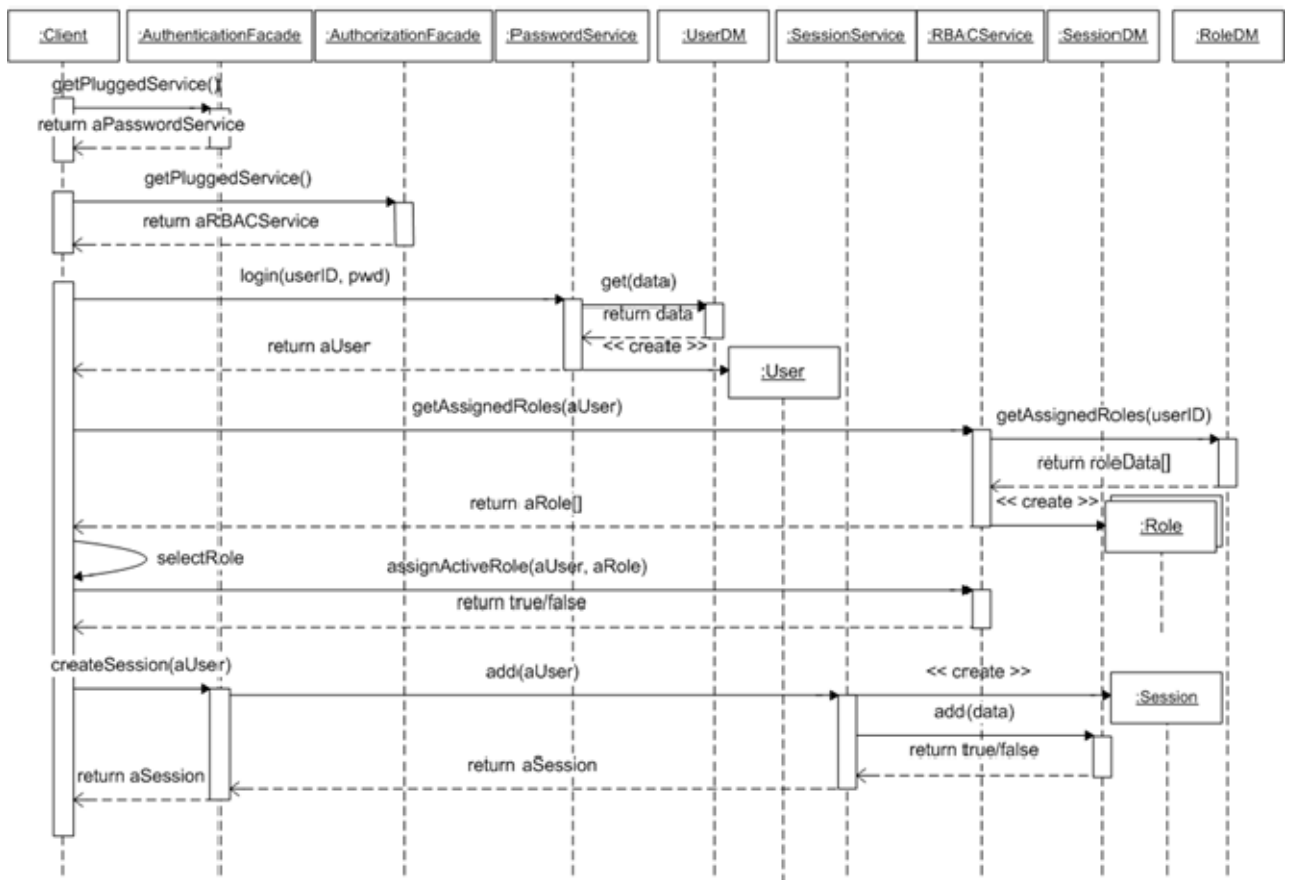 :Client
:AuthenticationFacade
:AuthorizationFacade
:PasswordService
:UserDM
:SessionService
:RBACService
:SessionDM
:RoleDM
getPluggedService()
return aPasswordService
getPluggedService()
return aRBACService
login(userID, pwd)
get(data)
return data
<< create >>
return aUser
:User
getAssignedRoles(aUser)
getAssignedRoles(userID)
return roleData[]
<< create >>
return aRole[]
:Role
selectRole
assignActiveRole(aUser, aRole)
return true/false
createSession(aUser)
add(aUser)
<< create >>
:Session
add(data)
return true/false
return aSession
return aSession